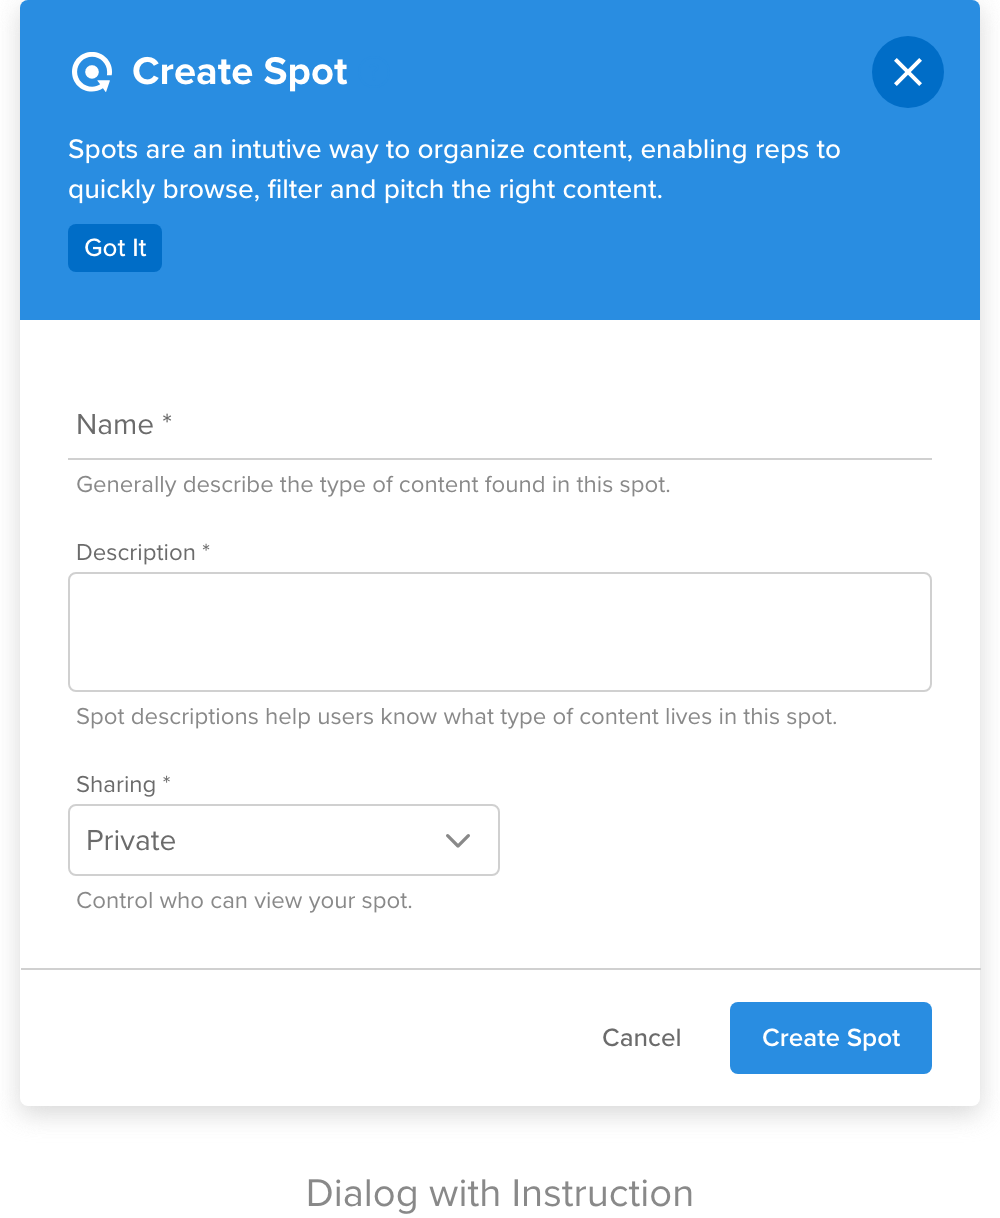 Create Spot
Spots are an intutive way to organize content, enabling reps to
quickly browse, filter and pitch the right content.
Got It
Name *
Generally describe the type of content found in this spot.
Description *
Spot descriptions help users know what type of content lives in this spot.
Sharing *
Private
Control who can view your spot.
Cancel
Create Spot
Dialog with Instruction